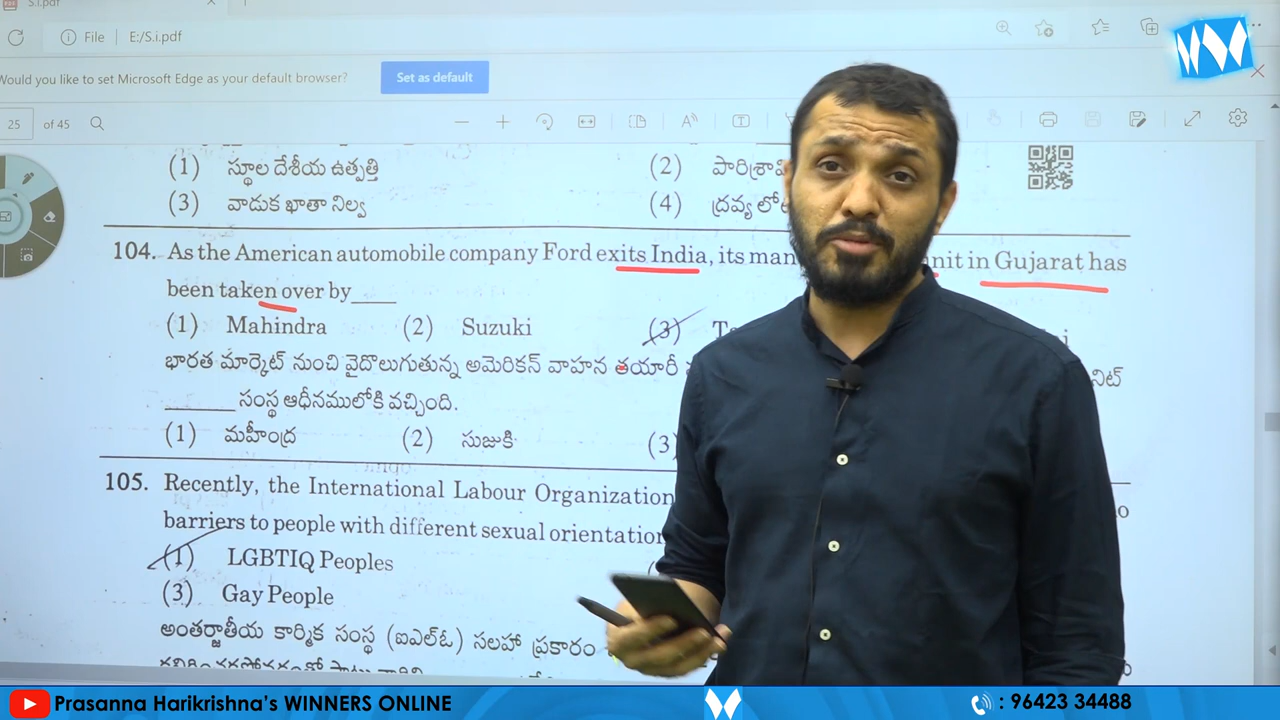 S.i.pdf
File E:/S.i.pdf
Would you like to set Microsoft Edge as your default browser? Set as default
25 of 45
(1) స్థూల దేశీయ ఉత్పత్తి (2)
(3) వాడుక ఖాతా నిల్వ (4) ద్రవ్య
104. As the American automobile company Ford exits India, its in Gujarat has
been taken over by____
(1) Mahindra (2) Suzuki (3)
భారత మార్కెట్ నుంచి వైదొలుగుతున్న అమెరికన్ వాహన తయారీ
______ సంస్థ ఆధీనములోకి వచ్చింది.
(1) మహీంద్ర (2) సుజుకి (3)
105. Recently, the International Labour Organization
barriers to people with different sexual orientation
(1) LGBTIQ Peoples
(3) Gay People
అంతర్జాతీయ కార్మిక సంస్థ (ఐఎల్ఓ) సలహా ప్రకారం
Prasanna Harikrishna's WINNERS ONLINE : 96423 34488